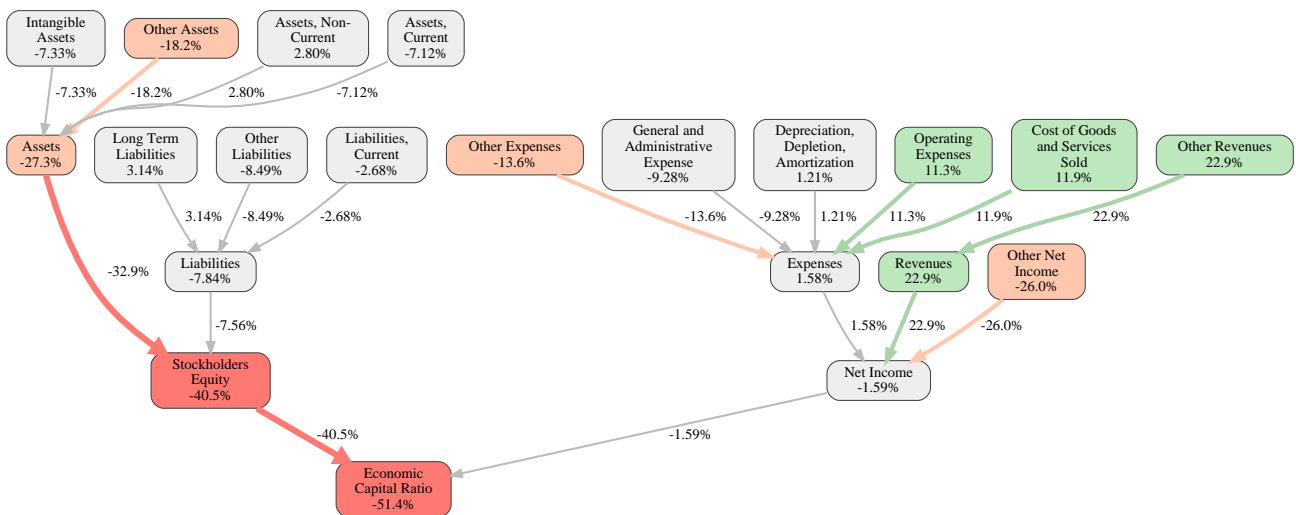 Intangible
Assets
-7.33%
Other Assets
-18.2%
Assets, Non-
Current
2.80%
Assets,
Current
-7.12%
-7.33%
-18.2%
2.80%
-7.12%
Assets
-27.3%
Long Term
Liabilities
3.14%
Other
Liabilities
-8.49%
Liabilities,
Current
-2.68%
Other Expenses
-13.6%
General and
Administrative
Expense
-9.28%
Depreciation,
Depletion,
Amortization
1.21%
Operating
Expenses
11.3%
Cost of Goods
and Services
Sold
11.9%
Other Revenues
22.9%
3.14%
-8.49%
-2.68%
-13.6%
-9.28%
1.21%
11.3%
11.9%
22.9%
-32.9%
Liabilities
-7.84%
Expenses
1.58%
Revenues
22.9%
Other Net
Income
-26.0%
-7.56%
1.58%
22.9%
-26.0%
Stockholders
Equity
-40.5%
Net Income
-1.59%
-40.5%
-1.59%
Economic
Capital Ratio
-51.4%